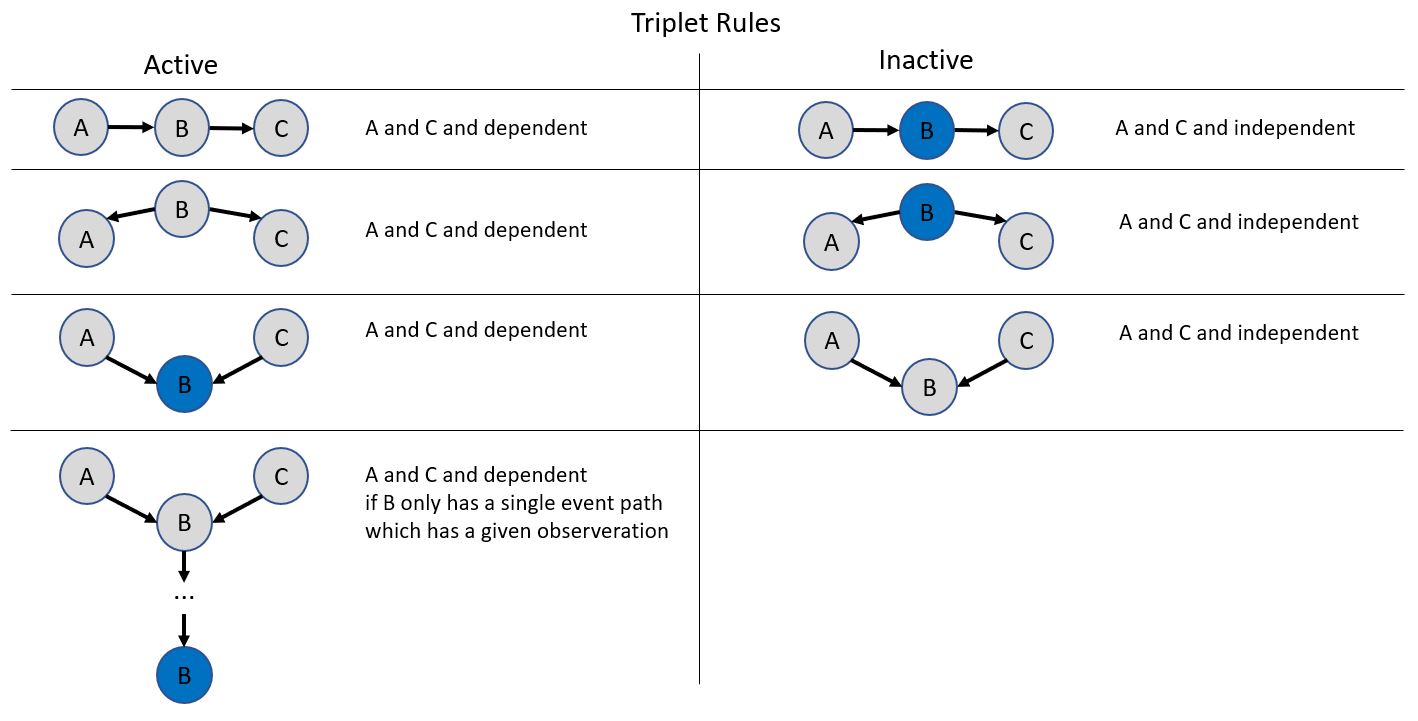 Triplet Rules
Active
Inactive
A B C
A and C and dependent
A B C
A and C and independent
B
A C
A and C and dependent
B
A C
A and C and independent
A C
B
A and C and dependent
A C
B
A and C and independent
A C
B
...
B
A and C and dependent
if B only has a single event path
which has a given observeration